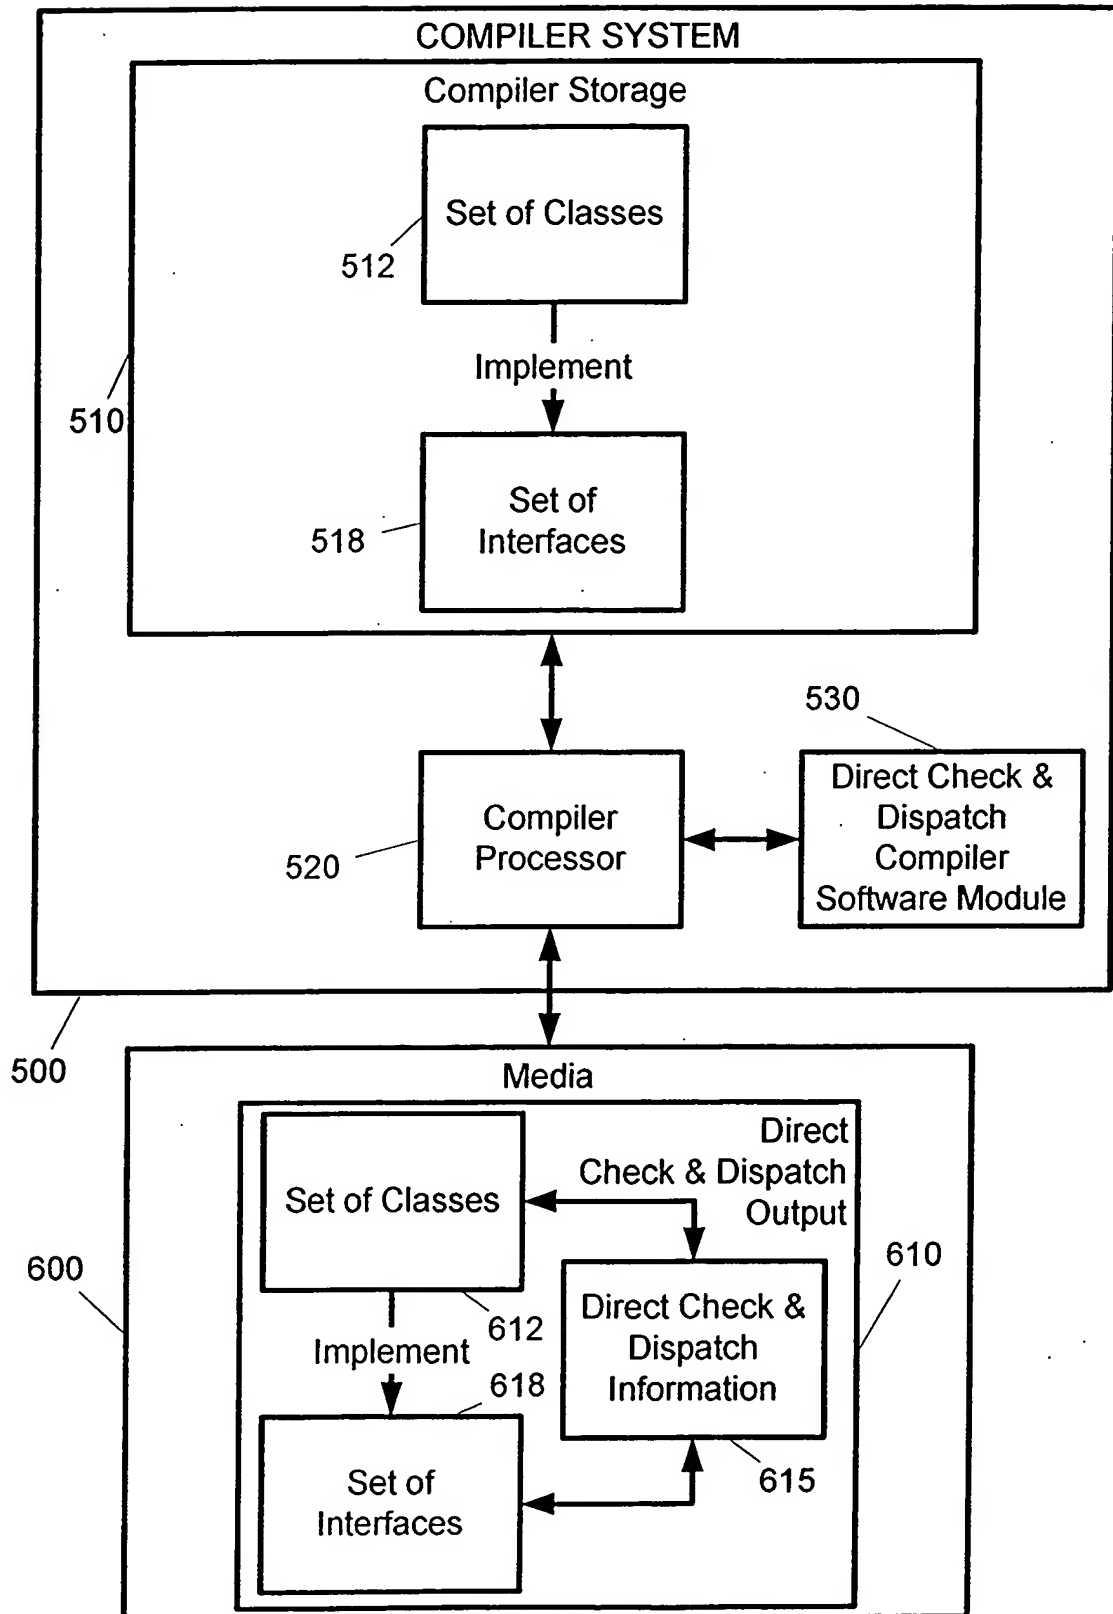 COMPILER SYSTEM
Compiler Storage
Set of Classes
512
Implement
510
Set of
Interfaces
518
530
Compiler
Processor
520
Direct Check &
Dispatch
Compiler
Software Module
500
Media
Direct
Check & Dispatch
Output
Set of Classes
600
610
612
Direct Check &
Dispatch
Information
Implement
618
615
Set of
Interfaces